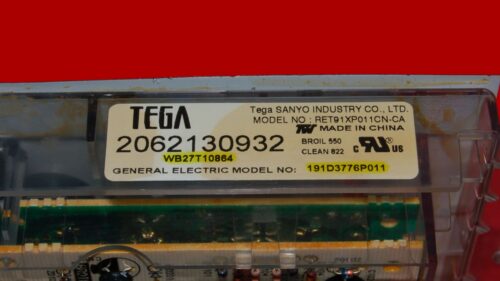 TEGA
Tega SANYO INDUSTRY CO., LTD.
MODEL NO : RET91XP011CN-CA
MADE IN CHINA
2062130932
BROIL 550
CLEAN 822
C US
WB27T10864
GENERAL ELECTRIC MODEL NO: 191D3776P011